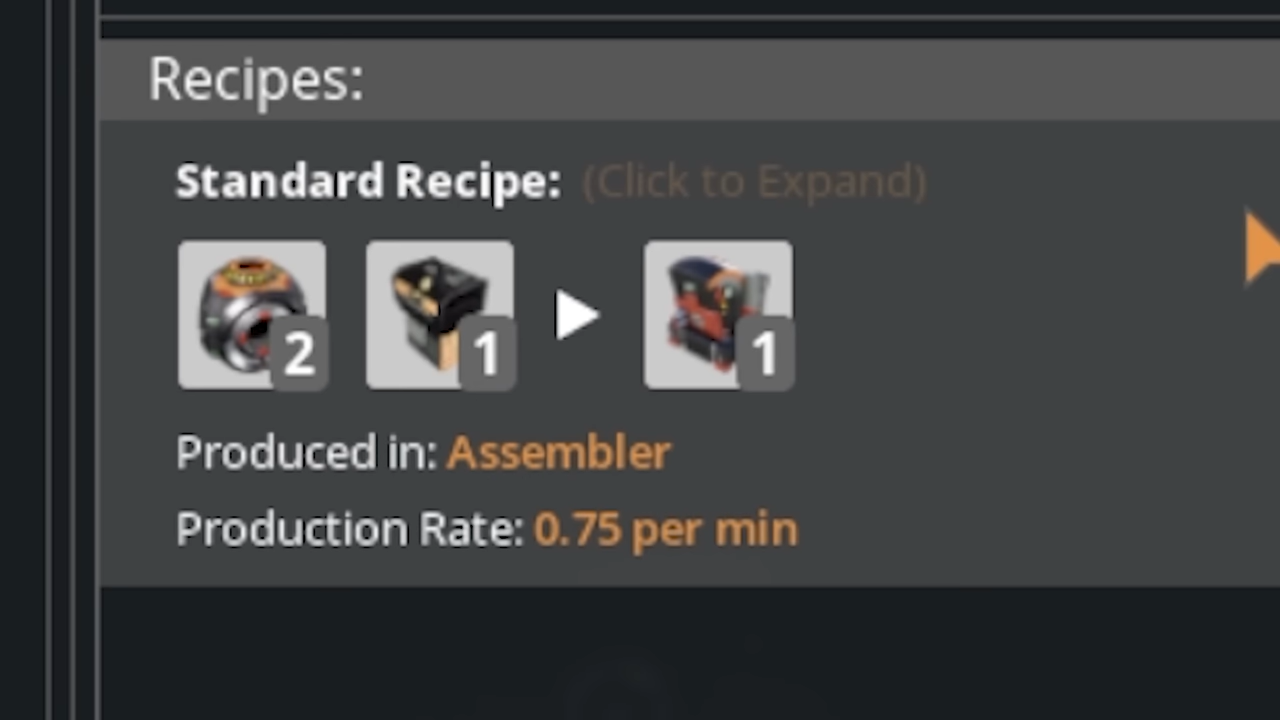 Recipes:
Standard Recipe: (Click to Expand)
2 1 1
Produced in: Assembler
Production Rate: 0.75 per min